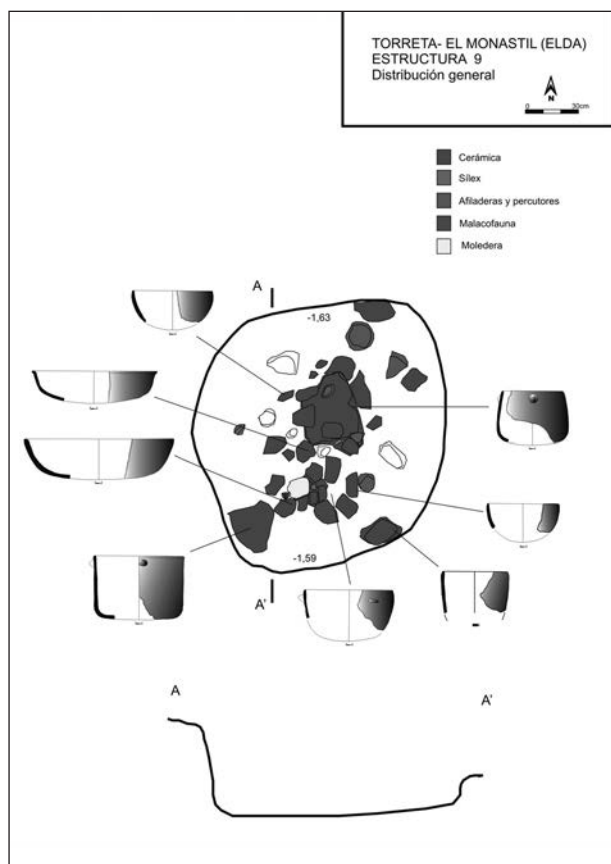 TORRETA- EL MONASTIL (ELDA)
ESTRUCTURA 9
Distribución general
N
0 30cm
Cerámica
Sílex
Afiladeras y percutores
Malacofauna
Moledera
A
-1,63
-1,59
A'
A A'